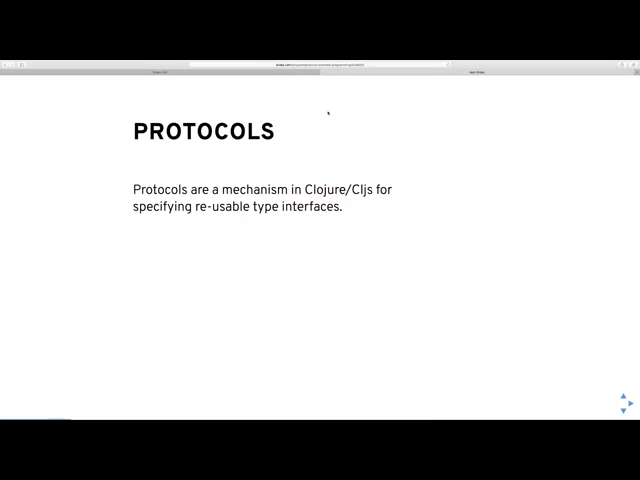 PROTOCOLS
Protocols are a mechanism in Clojure/Cljs for
specifying re-usable type interfaces.